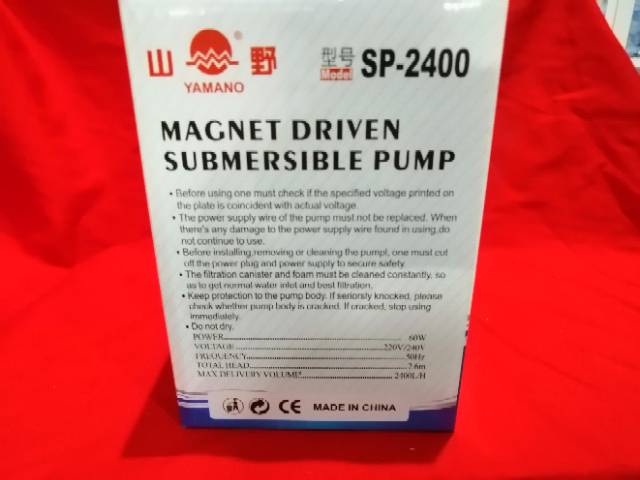 山 野 型号 SP-2400
YAMANO Model
MAGNET DRIVEN
SUBMERSIBLE PUMP
• Before using one must check if the specified voltage printed on
the plate is coincident with actual voltage.
• The power supply wire of the pump must not be replaced. When
there's any damage to the power supply wire found in using,do
not continue to use.
• Before installing,removing or cleaning the pumpl, one must cut
off the power plug and power supply to secure safety.
• The filtration canister and foam must be cleaned constantly, so
as to get normal water inlet and best filtration.
• Keep protection to the pump body. If seriorsly knocked, please
check whether pump body is cracked. If cracked, stop using
immediately.
• Do not dry.
POWER 60W
VOLTAGE 220V/240V
FREQUENCY 50Hz
TOTAL HEAD 2.6m
MAX DELIVERY VOLUME 2400L/H
CE MADE IN CHINA